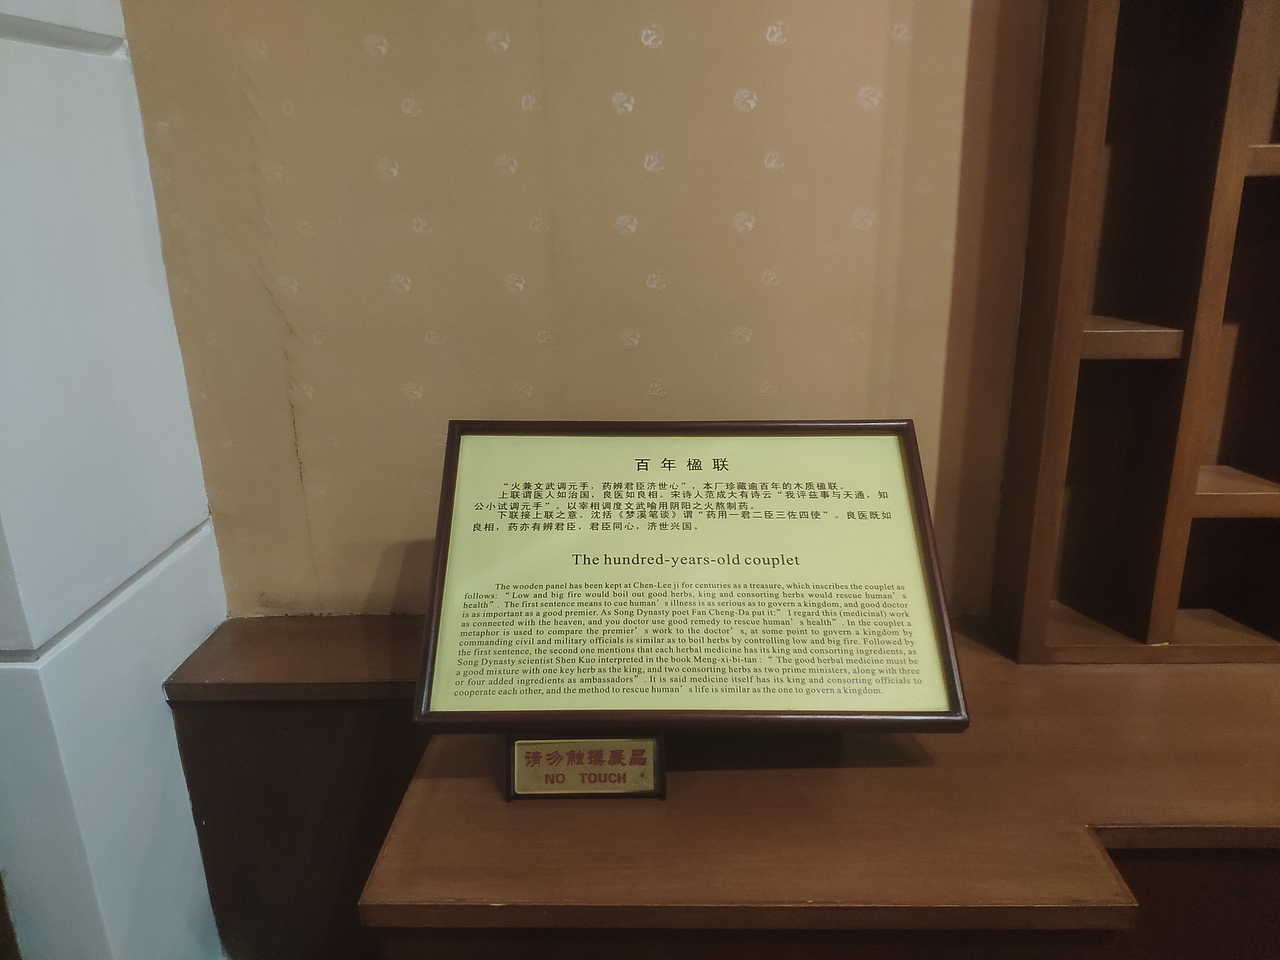 百年楹联
“火兼文武调元手，药辨君臣济世心”，本厂珍藏逾百年的木质楹联。
上联谓医人如治国，良医如良相。宋诗人范成大有诗云“我评兹事与天通，知
公小试调元手”。以宰相调度文武喻用阴阳之火熬制药。
下联接上联之意。沈括《梦溪笔谈》谓“药用一君二臣三佐四使”。良医既如
良相，药亦有辨君臣，君臣同心，济世兴国。
The hundred-years-old couplet
The wooden panel has been kept at Chen-Lee ji for centuries as a treasure, which inscribes the couplet as
follows: “Low and big fire would boil out good herbs, king and consorting herbs would rescue human’s
health”. The first sentence means to cue human’s illness is as serious as to govern a kingdom, and good doctor
is as important as a good premier. As Song Dynasty poet Fan Cheng-Da put it:” I regard this (medicinal) work
as connected with the heaven, and you doctor use good remedy to rescue human’s health”. In the couplet a
metaphor is used to compare the premier’s work to the doctor’s, at some point to govern a kingdom by
commanding civil and military officials is similar as to boil herbs by controlling low and big fire. Followed by
the first sentence, the second one mentions that each herbal medicine has its king and consorting ingredients, as
Song Dynasty scientist Shen Kuo interpreted in the book Meng-xi-bi-tan: “The good herbal medicine must be
a good mixture with one key herb as the king, and two consorting herbs as two prime ministers, along with three
or four added ingredients as ambassadors”. It is said medicine itself has its king and consorting officials to
cooperate each other, and the method to rescue human’s life is similar as the one to govern a kingdom.
请勿触摸展品
NO TOUCH